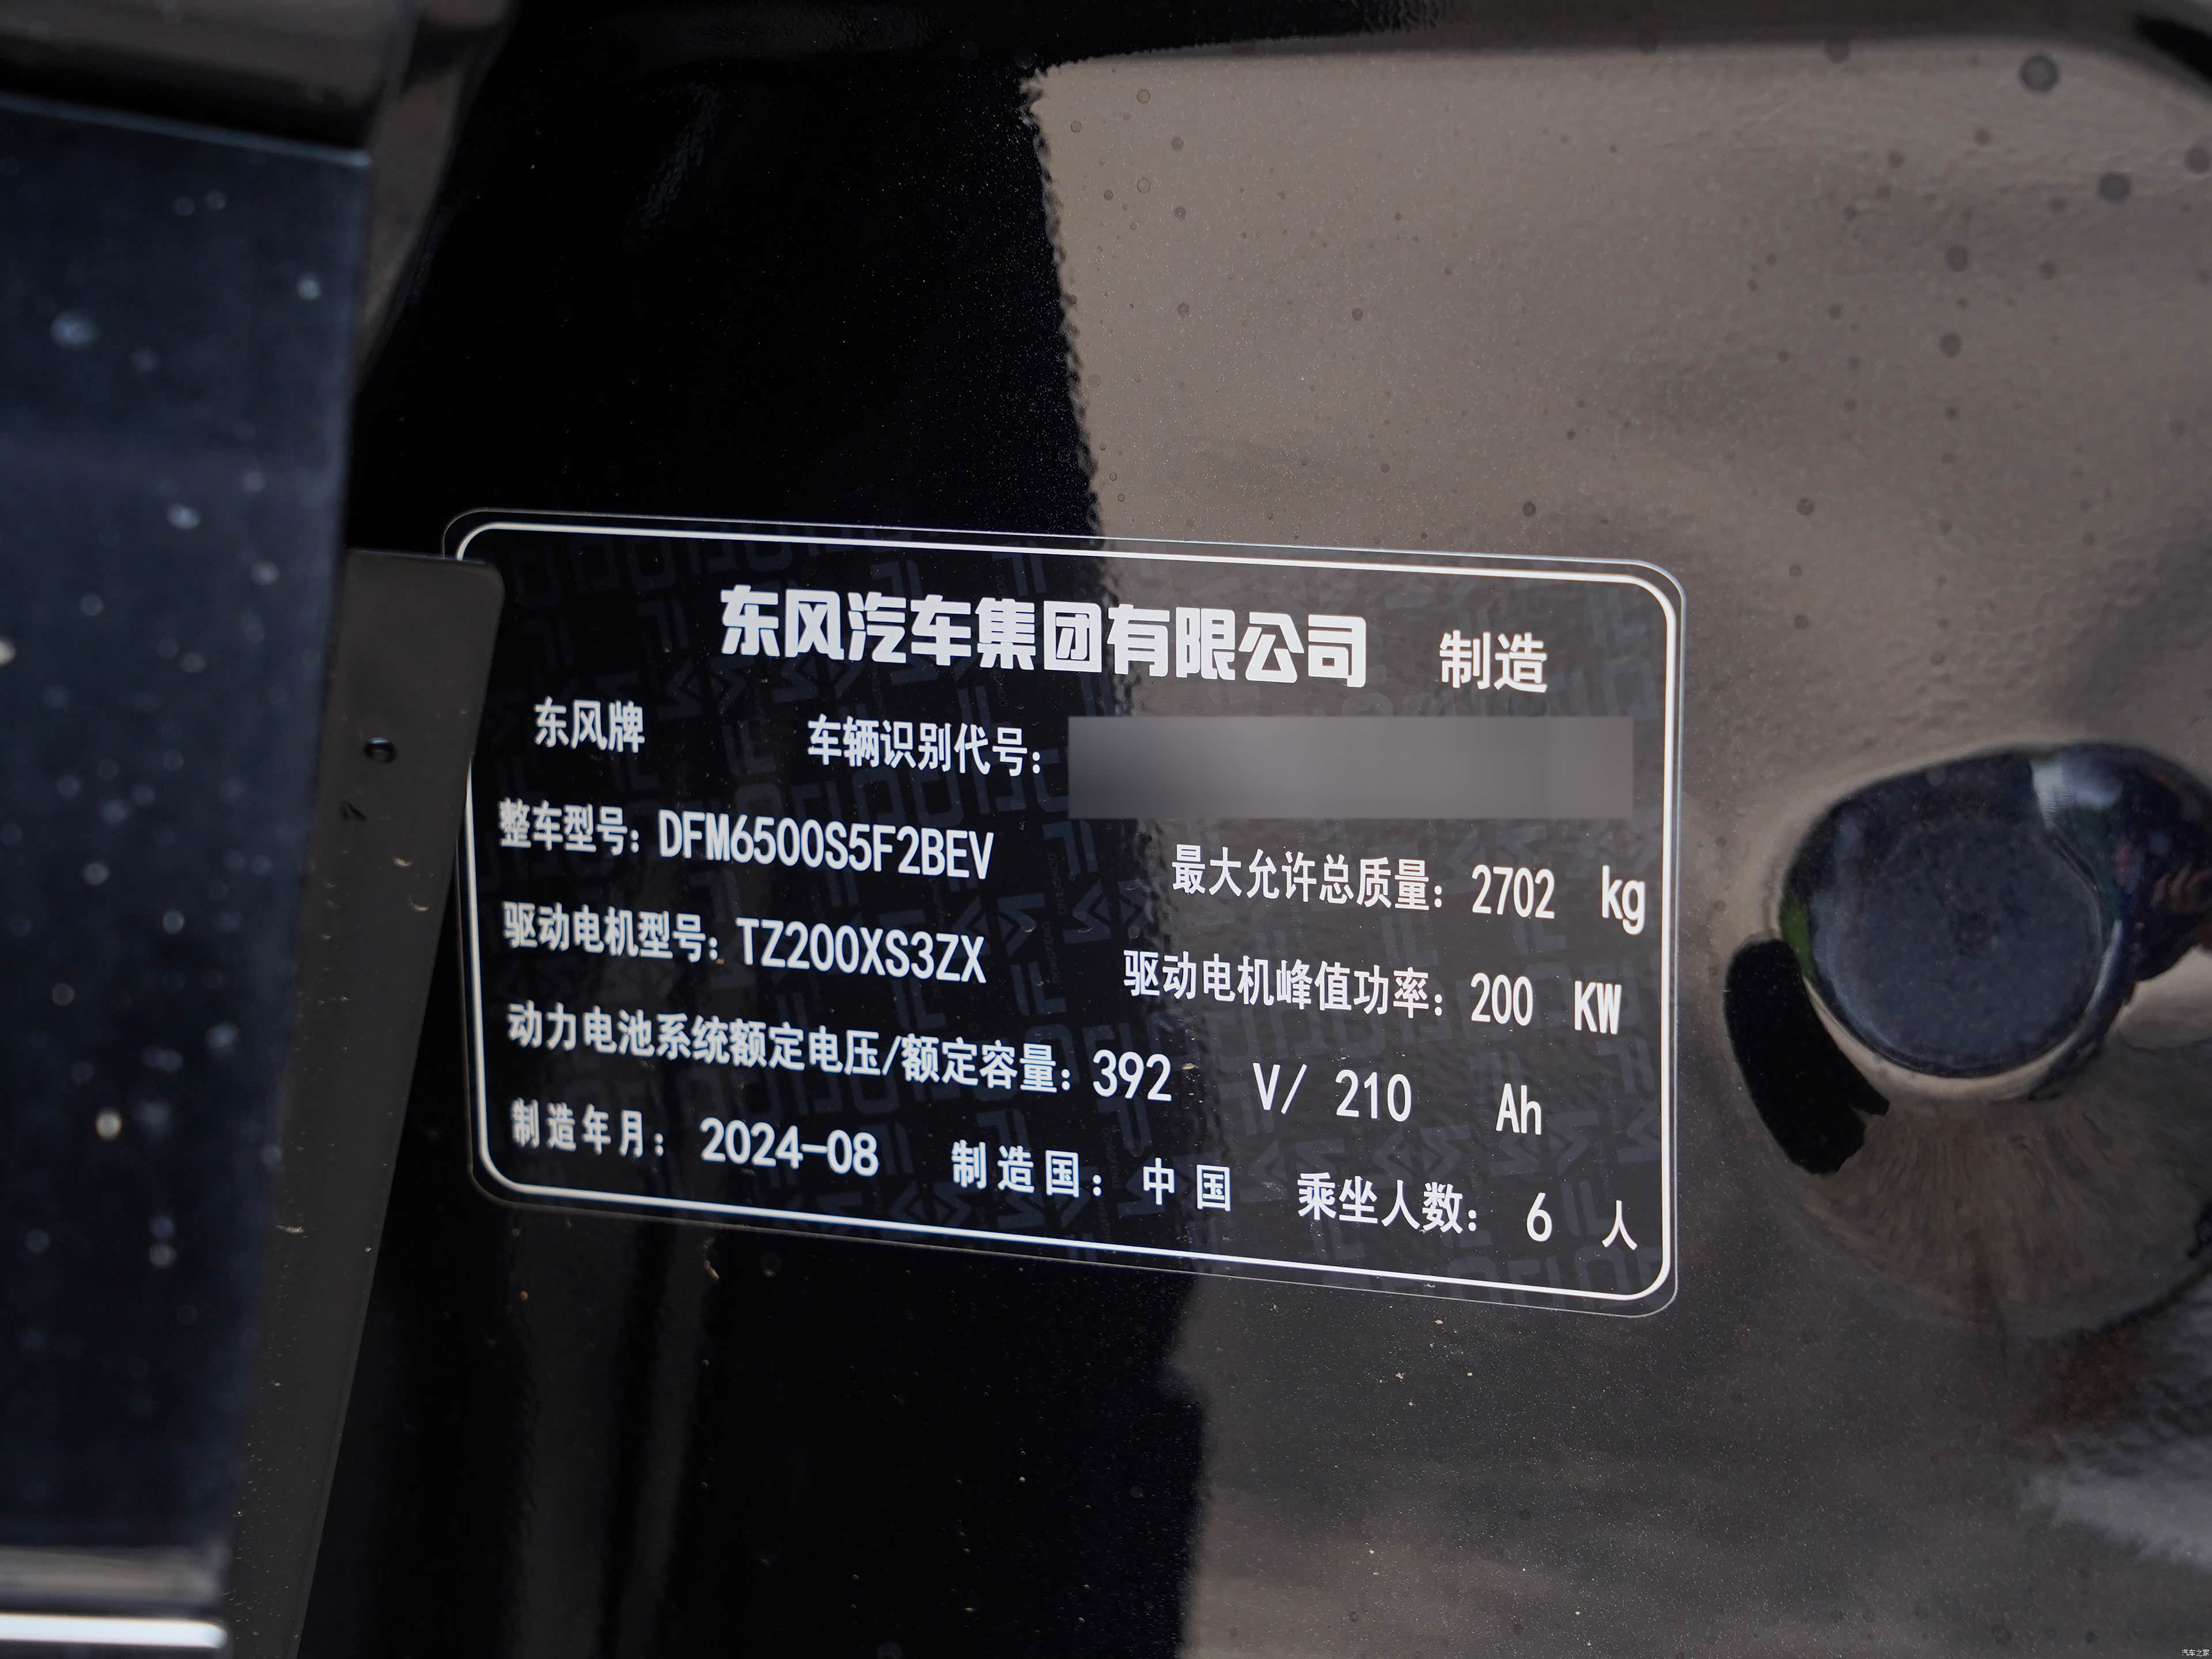 东风汽车集团有限公司 制造
东风牌 车辆识别代号:
整车型号: DFM6500S5F2BEV 最大允许总质量: 2702 kg
驱动电机型号: TZ200XS3ZX 驱动电机峰值功率: 200 KW
动力电池系统额定电压/额定容量: 392 V/ 210 Ah
制造年月: 2024-08 制造国: 中国 乘坐人数: 6 人
汽车之家